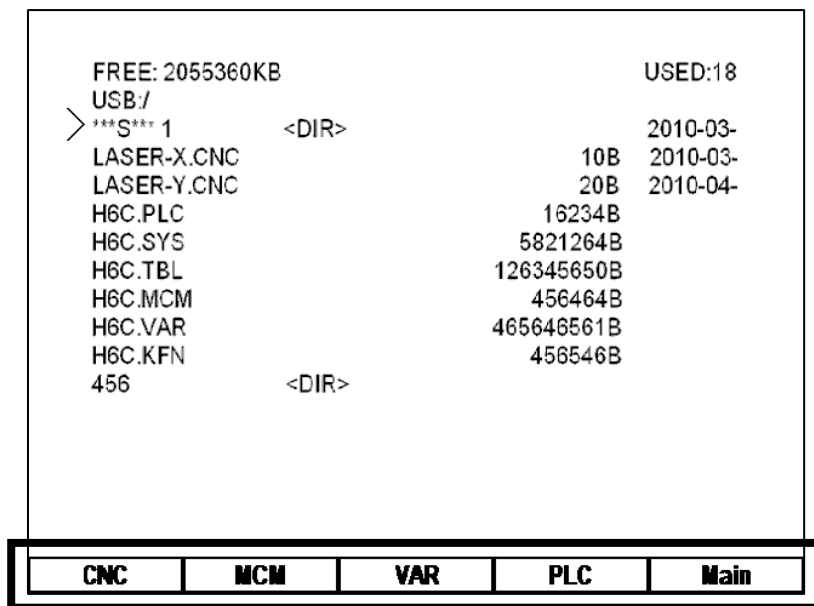 FREE: 2055360KB USED:18
USB:/
***S*** 1 <DIR> 2010-03-
LASER-X.CNC 10B 2010-03-
LASER-Y.CNC 20B 2010-04-
H6C.PLC 16234B
H6C.SYS 5821264B
H6C.TBL 126345650B
H6C.MCM 456464B
H6C.VAR 465646561B
H6C.KFN 456546B
456 <DIR>
CNC MCM VAR PLC Main